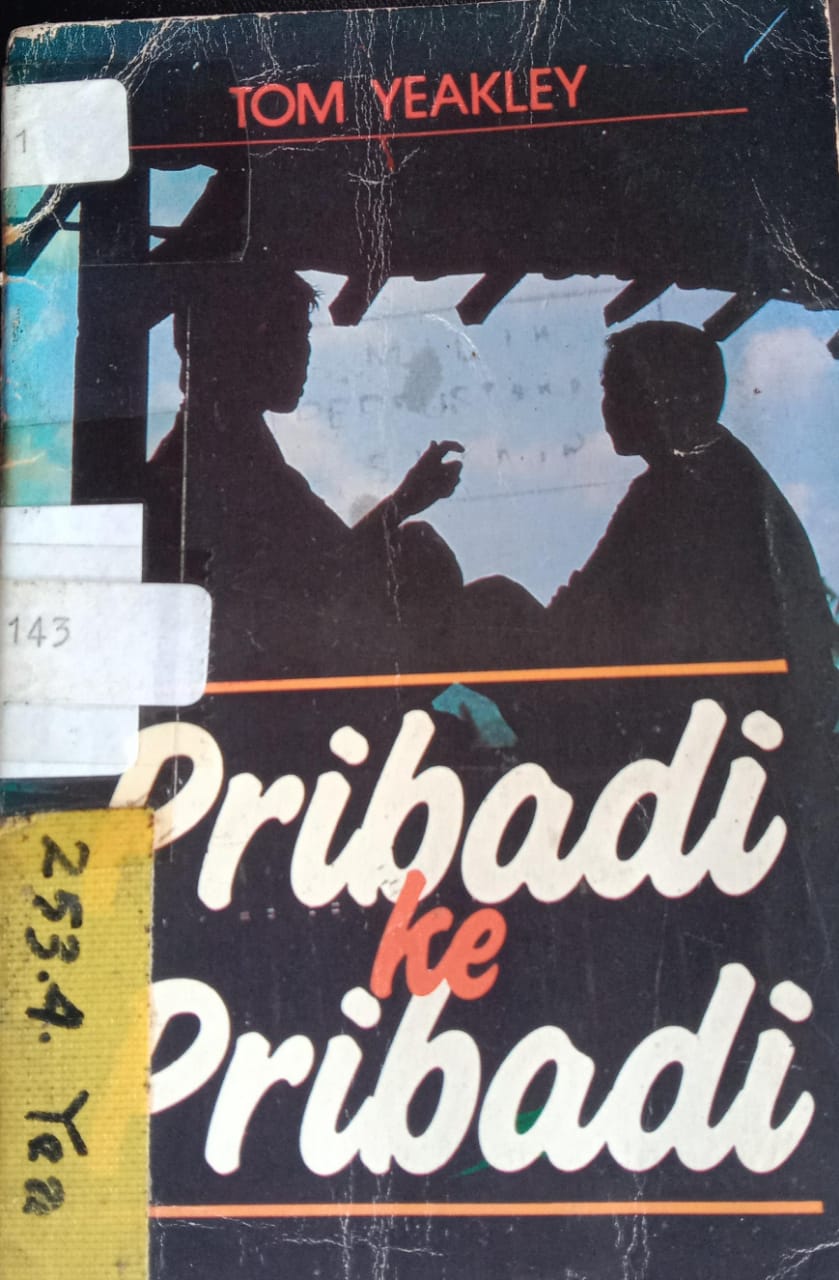 TOM YEAKLEY
1
143
Pribadi
ke
Pribadi
253.4. Yea